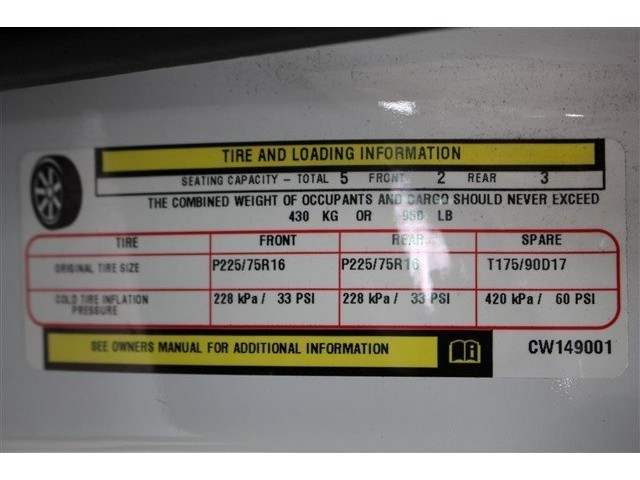 TIRE AND LOADING INFORMATION
SEATING CAPACITY - TOTAL 5 FRONT 2 REAR 3
THE COMBINED WEIGHT OF OCCUPANTS AND CARGO SHOULD NEVER EXCEED
430 KG OR 950 LB
TIRE FRONT REAR SPARE
ORIGINAL TIRE SIZE P225/75R16 P225/75R16 T175/90D17
COLD TIRE INFLATION PRESSURE 228 kPa / 33 PSI 228 kPa / 33 PSI 420 kPa / 60 PSI
SEE OWNERS MANUAL FOR ADDITIONAL INFORMATION CW149001